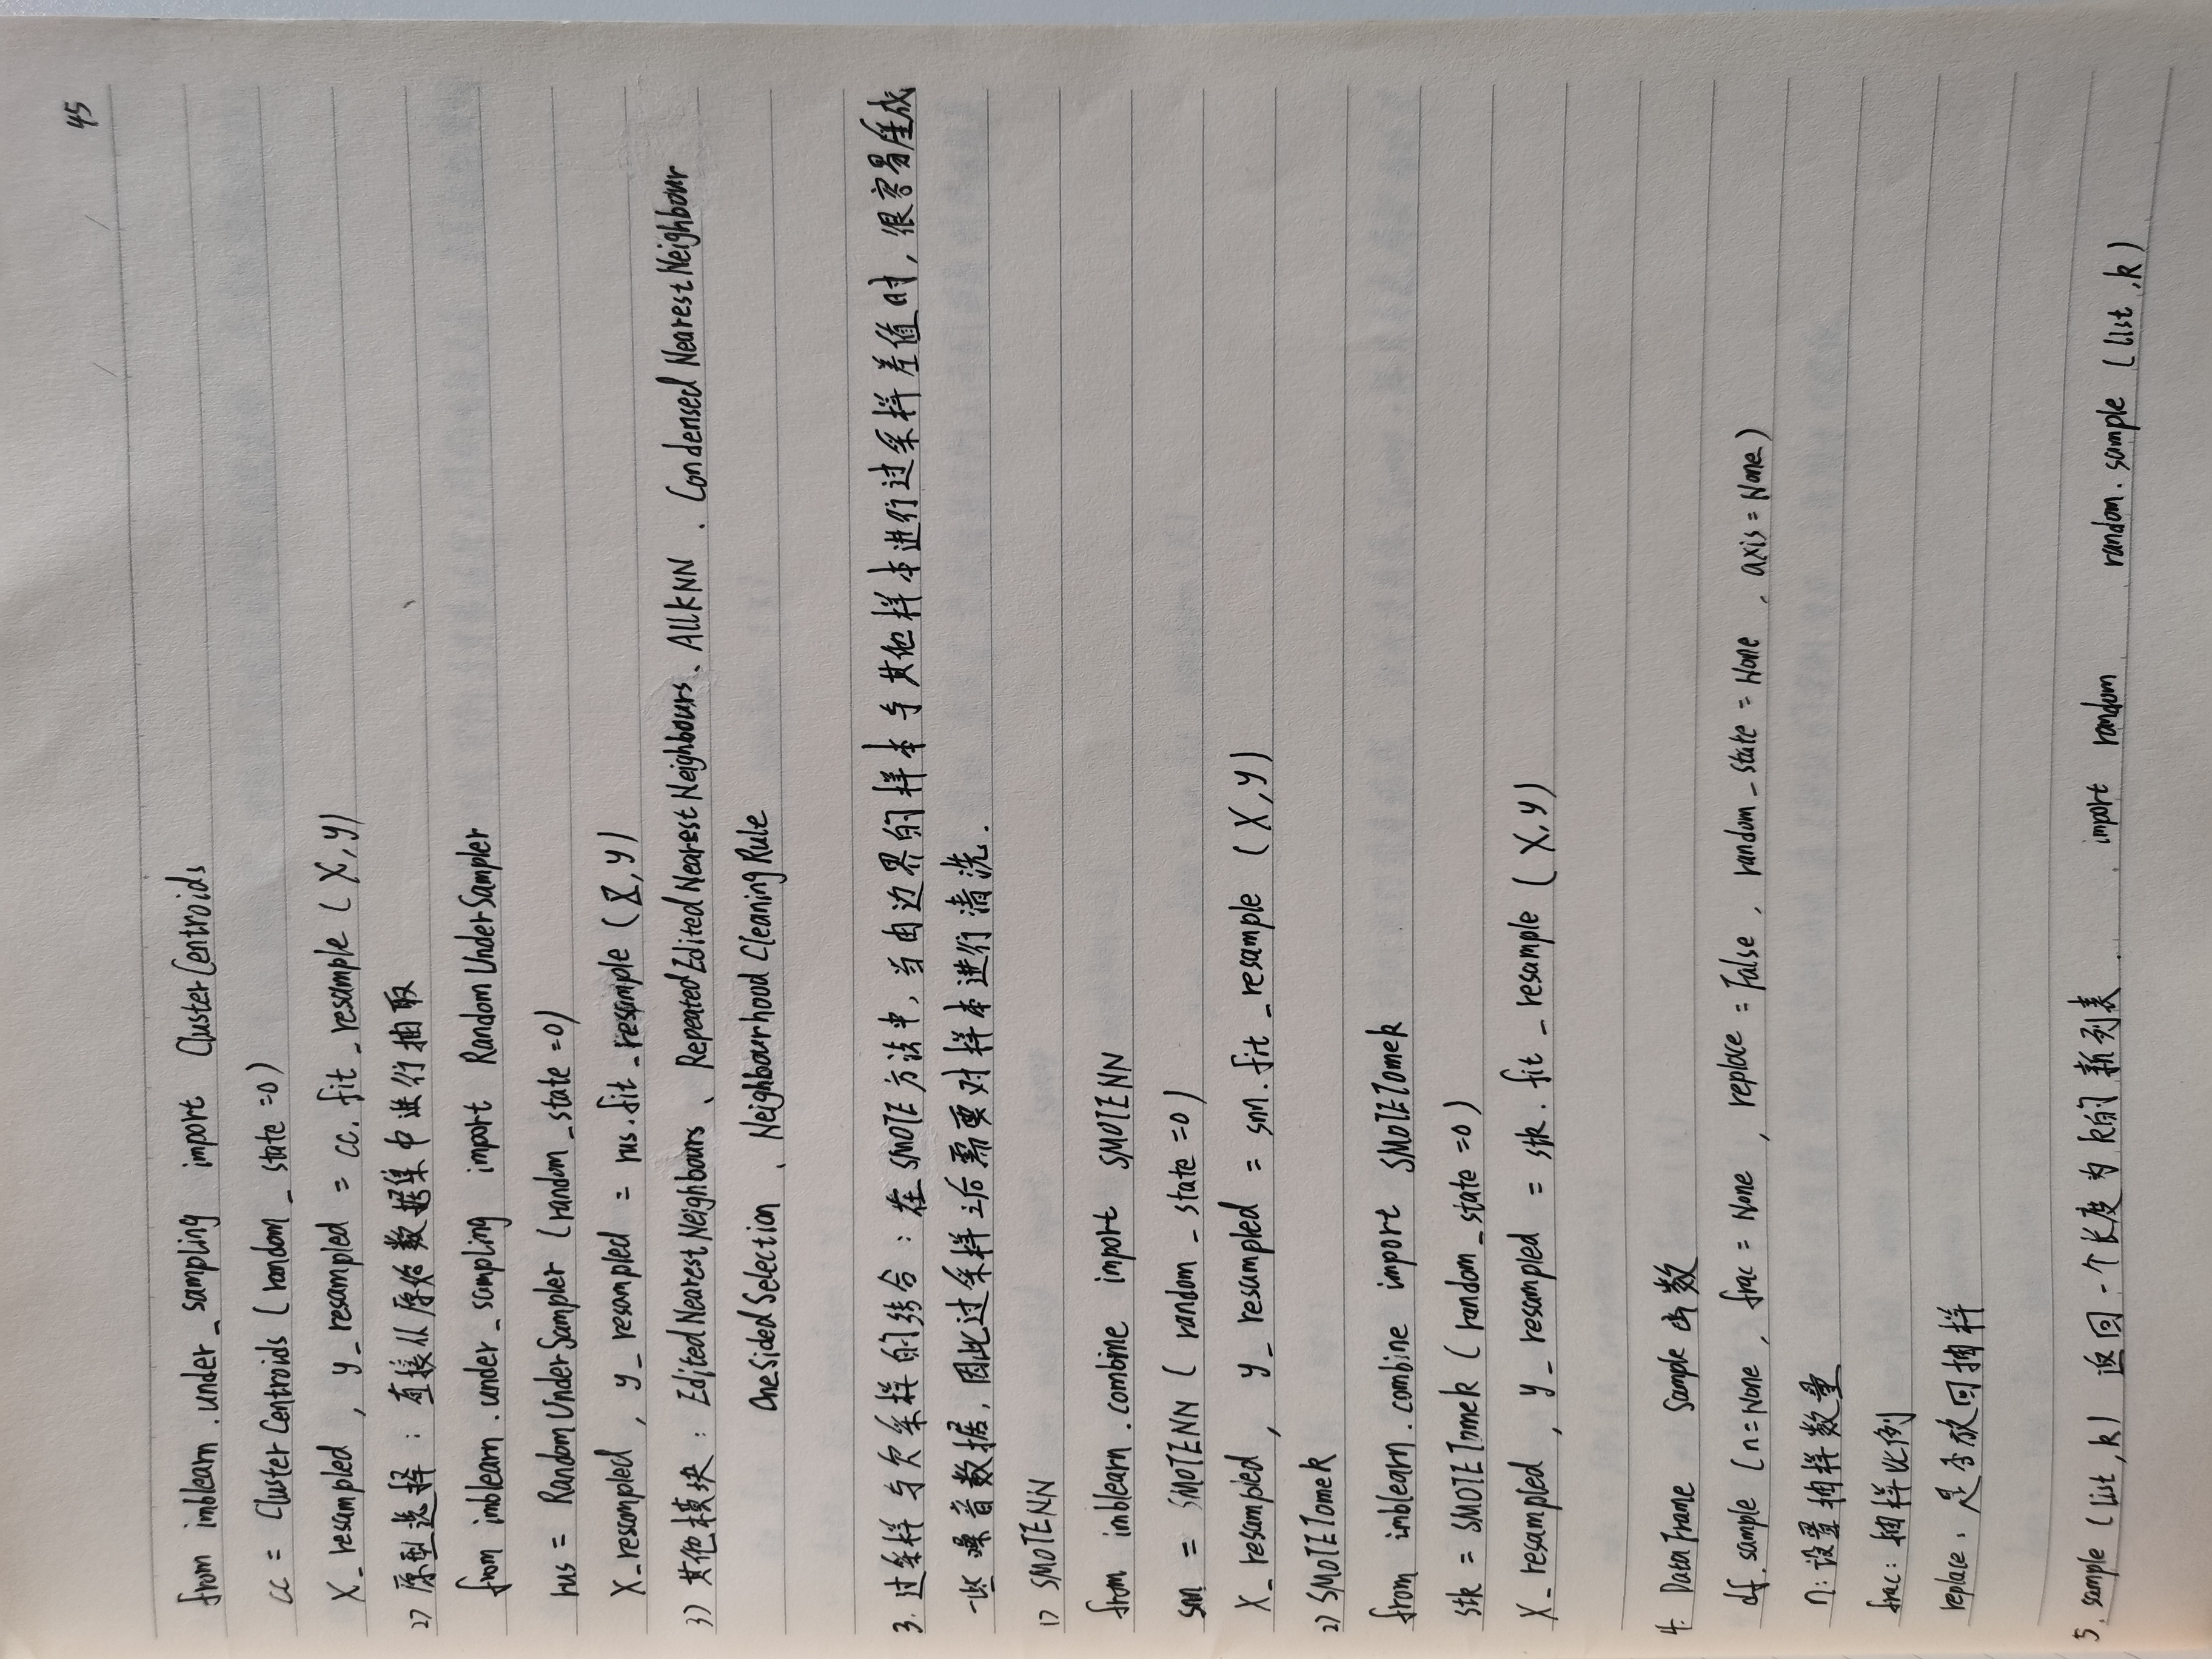 45
from imblearn.under_sampling import ClusterCentroids
cc = ClusterCentroids (random_state=0)
X_resampled, y_resampled = cc.fit_resample (X,y)
2) 原型选择：直接从原始数据集中进行抽取
from imblearn.under_sampling import RandomUnderSampler
rus = RandomUnderSampler (random_state=0)
X_resampled, y_resampled = rus.fit_resample (X,y)
3) 其他模块：EditedNearestNeighbours、RepeatedEditedNearestNeighbours、AllKNN、CondensedNearestNeighbour
OneSidedSelection、NeighbourhoodCleaningRule
3. 过采样与欠采样的结合：在SMOTE方法中，当由边界的样本与其他样本进行过采样差值时，很容易生成
一些噪音数据，因此过采样之后需要对样本进行清洗.
1) SMOTENN
from imblearn.combine import SMOTENN
smn = SMOTENN (random_state=0)
X_resampled, y_resampled = smn.fit_resample (X,y)
2) SMOTETomek
from imblearn.combine import SMOTETomek
stk = SMOTETomek (random_state=0)
X_resampled, y_resampled = stk.fit_resample (X,y)
4. DataFrame Sample函数
df.sample (n=None, frac=None, replace=False, random_state=None, axis=None)
n: 设置抽样数量
frac: 抽样比例
replace: 是否放回抽样
5. sample (list,k) 返回一个长度为k的新列表. import random random.sample (list,k)